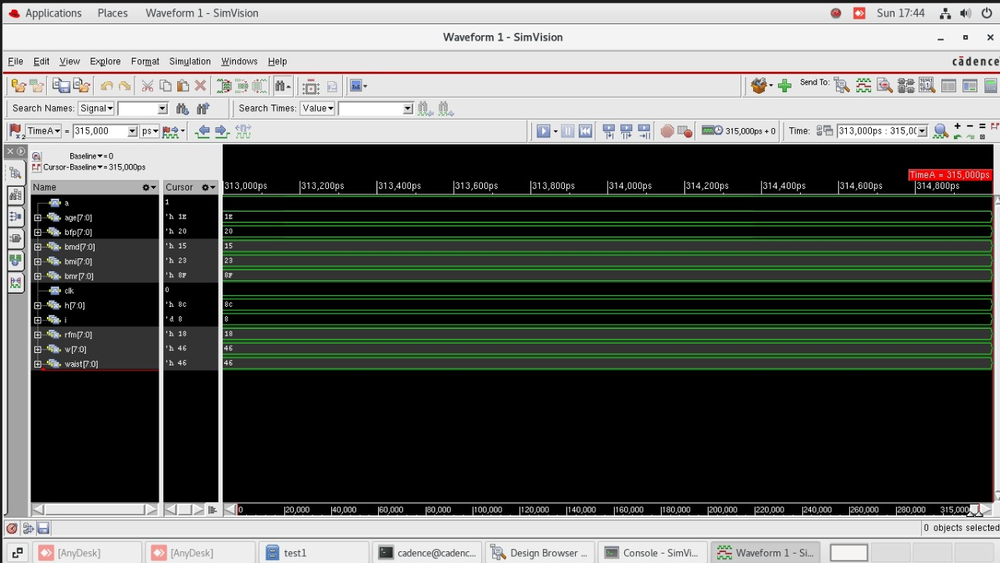 Applications Places Waveform 1 - SimVision Sun 17:44
Waveform 1 - SimVision
File Edit View Explore Format Simulation Windows Help cādence
Send To:
Search Names: Signal Search Times: Value
TimeA = 315,000 ps 315,000ps + 0 Time: 313,000ps : 315,0(
Baseline = 0
Cursor-Baseline = 315,000ps
TimeA = 315,000ps
Name Cursor 313,000ps 313,200ps 313,400ps 313,600ps 313,800ps 314,000ps 314,200ps 314,400ps 314,600ps 314,800ps
a 1
age[7:0] 'h 1E 1E
bfp[7:0] 'h 20 20
bmd[7:0] 'h 15 15
bmi[7:0] 'h 23 23
bmr[7:0] 'h 8F 8F
clk 0
h[7:0] 'h 8C 8C
i 'd 8 8
rfm[7:0] 'h 18 18
w[7:0] 'h 46 46
waist[7:0] 'h 46 46
0 20,000 40,000 60,000 80,000 100,000 120,000 140,000 160,000 180,000 200,000 220,000 240,000 260,000 280,000 315,000
0 objects selected
[AnyDesk] [AnyDesk] test1 cadence@cadenc... Design Browser ... Console - SimVi... Waveform 1 - Si...